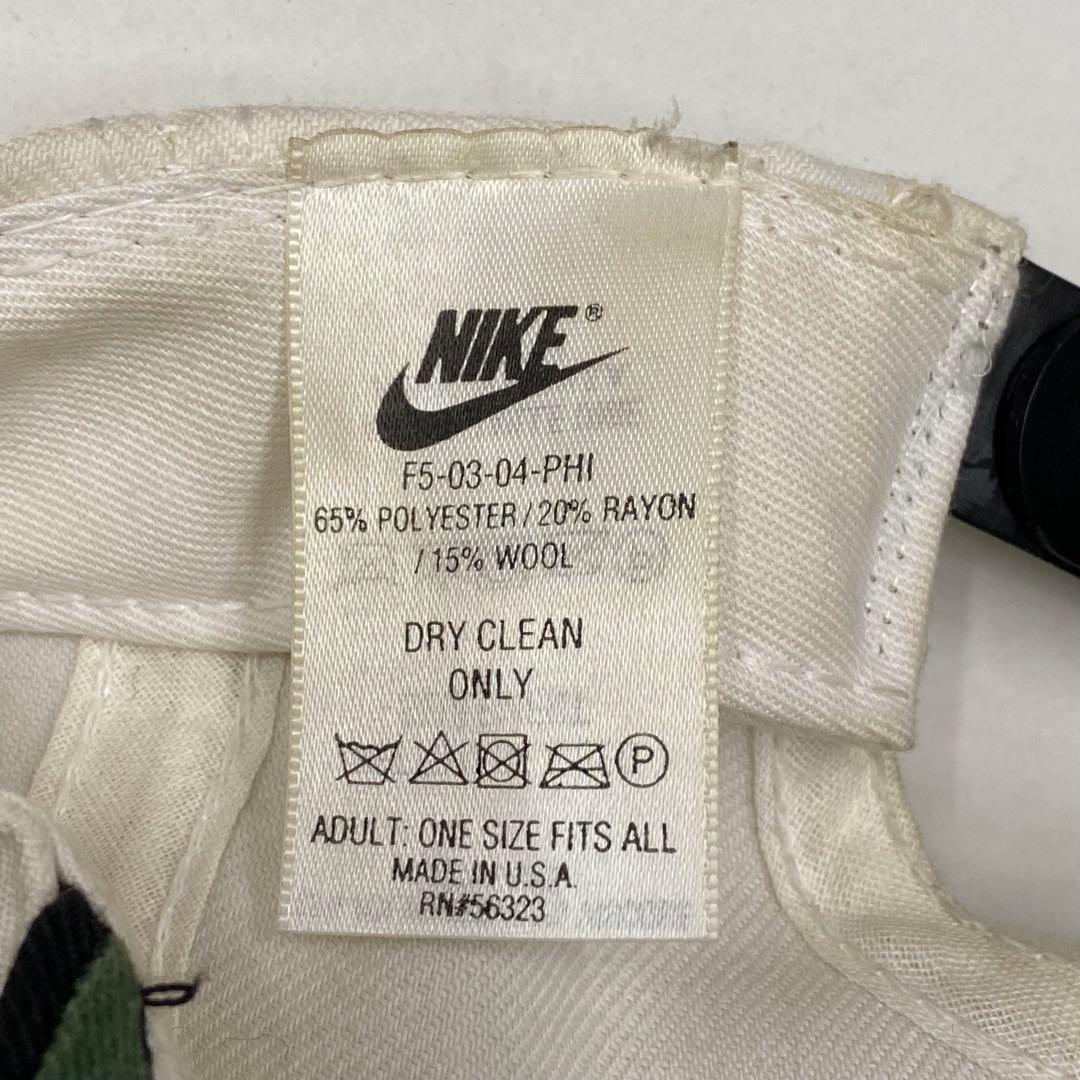 NIKE®
F5-03-04-PHI
65% POLYESTER/20% RAYON
/15% WOOL
DRY CLEAN
ONLY
P
ADULT: ONE SIZE FITS ALL
MADE IN U.S.A.
RN#56323